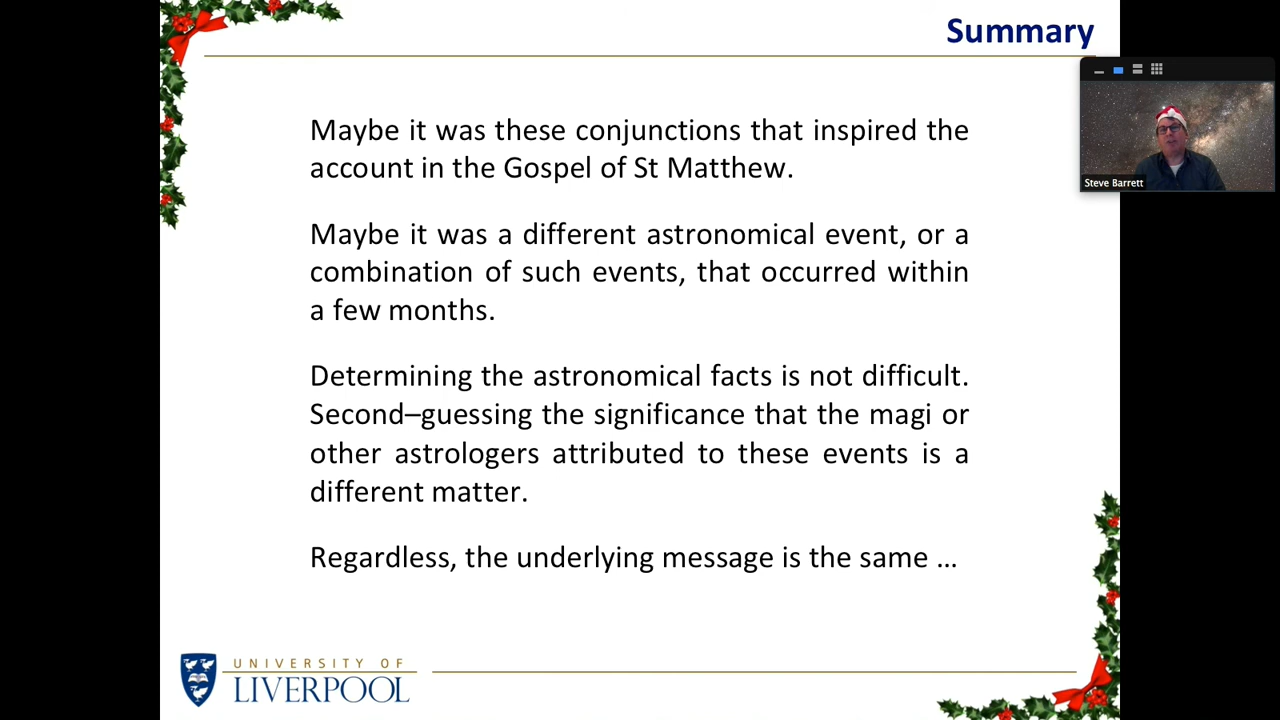 Summary
Maybe it was these conjunctions that inspired the
account in the Gospel of St Matthew.
Maybe it was a different astronomical event, or a
combination of such events, that occurred within
a few months.
Determining the astronomical facts is not difficult.
Second–guessing the significance that the magi or
other astrologers attributed to these events is a
different matter.
Regardless, the underlying message is the same …
Steve Barrett
UNIVERSITY OF
LIVERPOOL